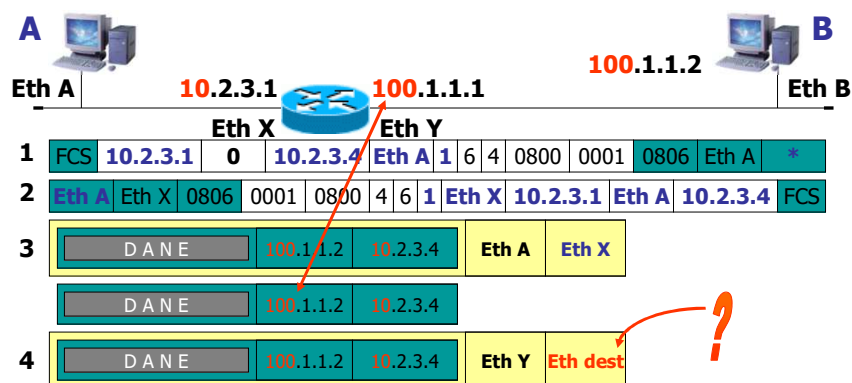 A B
100.1.1.2
Eth A 10.2.3.1 100.1.1.1 Eth B
Eth X Eth Y
1 FCS 10.2.3.1 0 10.2.3.4 Eth A 1 6 4 0800 0001 0806 Eth A *
2 Eth A Eth X 0806 0001 0800 4 6 1 Eth X 10.2.3.1 Eth A 10.2.3.4 FCS
3 DANE 100.1.1.2 10.2.3.4 Eth A Eth X
DANE 100.1.1.2 10.2.3.4
?
4 DANE 100.1.1.2 10.2.3.4 Eth Y Eth dest